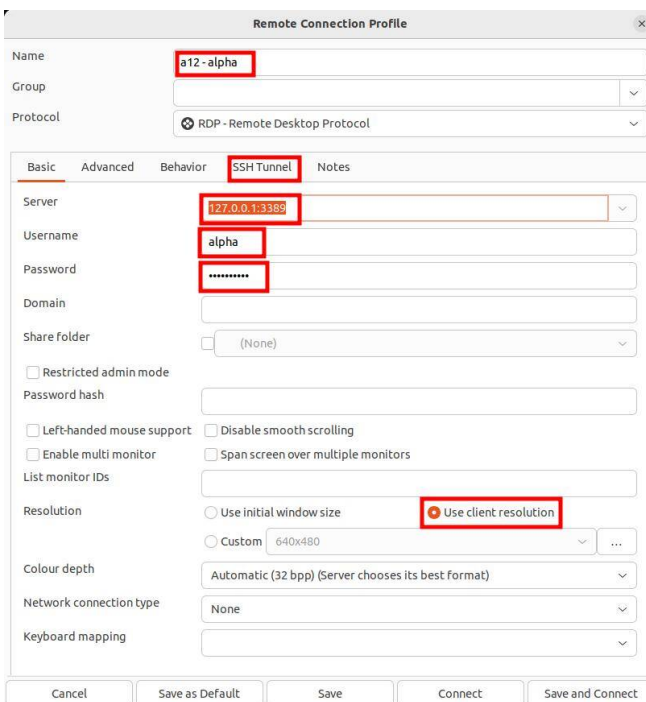 Remote Connection Profile
Name
a12 - alpha
Group
Protocol
RDP - Remote Desktop Protocol
Basic Advanced Behavior SSH Tunnel Notes
Server
127.0.0.1:3389
Username
alpha
Password
••••••••••
Domain
Share folder
(None)
Restricted admin mode
Password hash
Left-handed mouse support Disable smooth scrolling
Enable multi monitor Span screen over multiple monitors
List monitor IDs
Resolution Use initial window size Use client resolution
Custom 640x480 ...
Colour depth Automatic (32 bpp) (Server chooses its best format)
Network connection type None
Keyboard mapping
Cancel Save as Default Save Connect Save and Connect